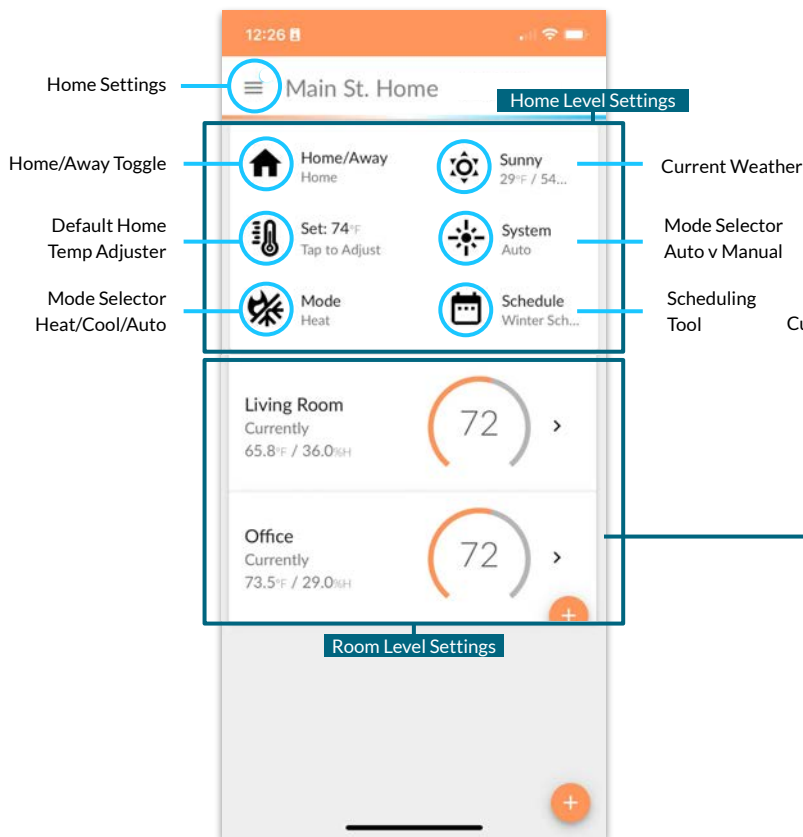 12:26
Home Settings
Main St. Home
Home Level Settings
Home/Away Toggle
Home/Away
Home
Sunny
29°F / 54...
Current Weather
Default Home
Temp Adjuster
Set: 74°F
Tap to Adjust
System
Auto
Mode Selector
Auto v Manual
Mode Selector
Heat/Cool/Auto
Mode
Heat
Schedule
Winter Sch...
Scheduling
Tool
Cu
Living Room
Currently
65.8°F / 36.0%H
72
Office
Currently
73.5°F / 29.0%H
72
+
Room Level Settings
+